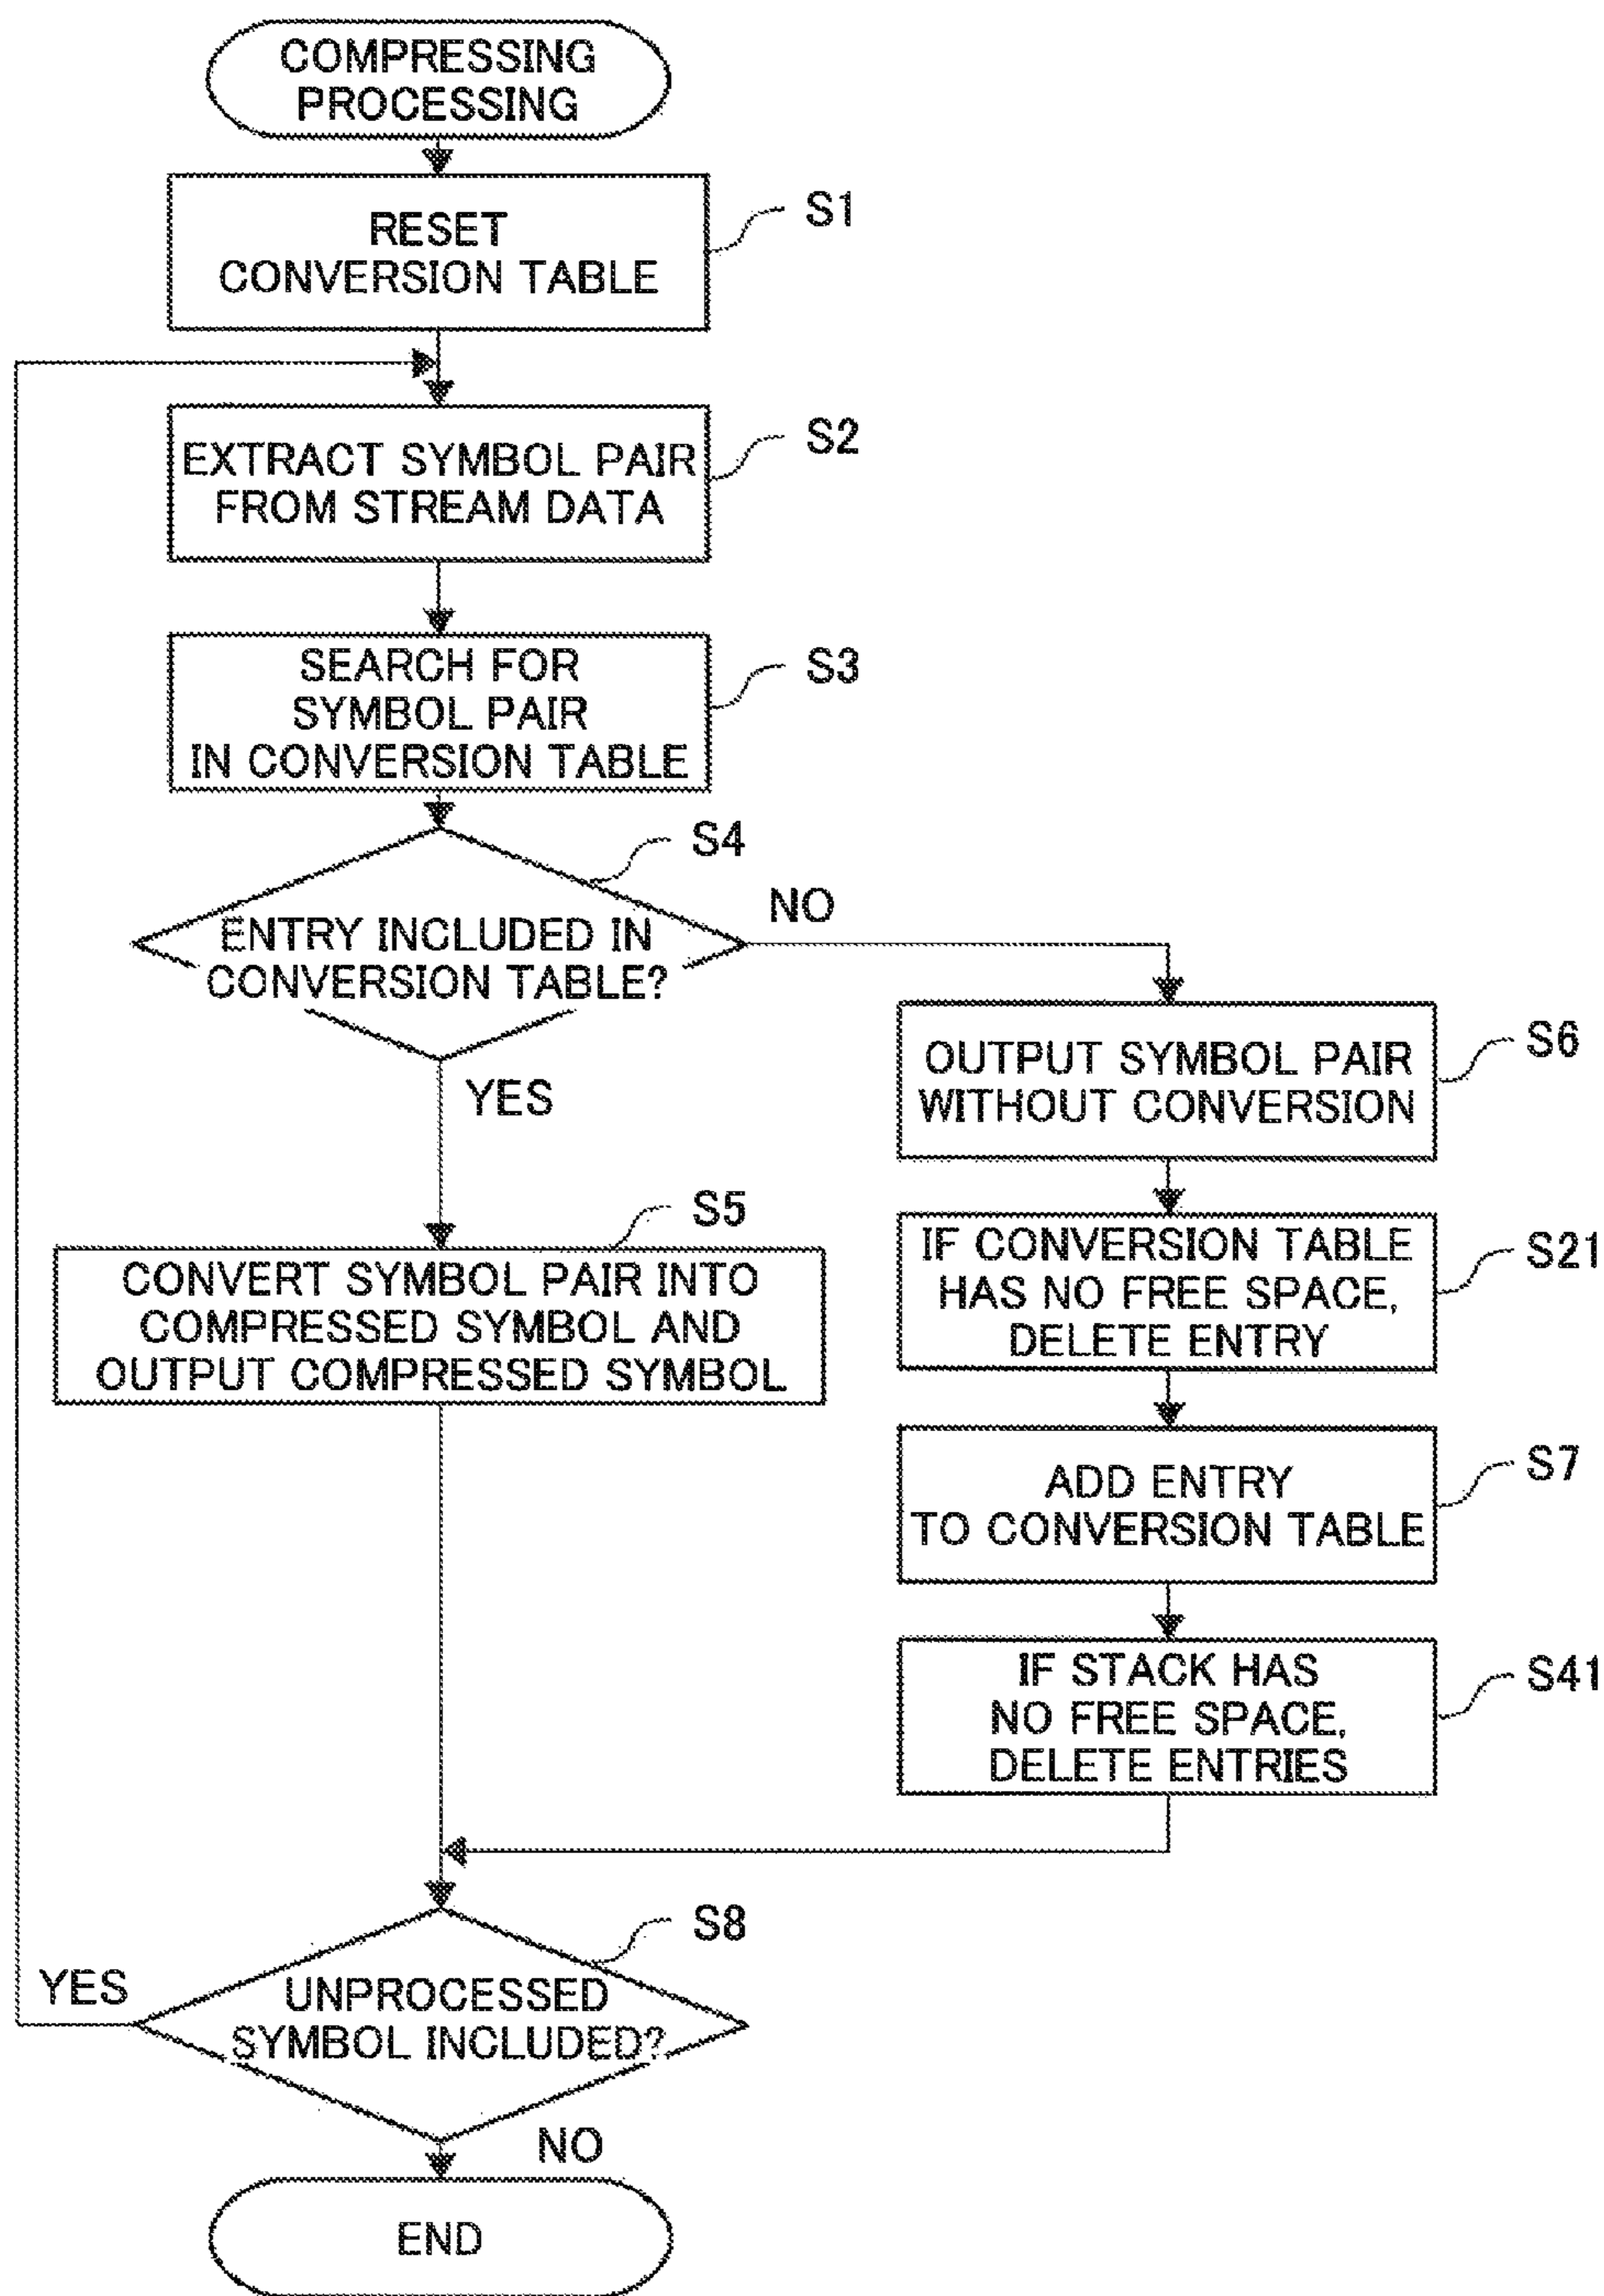 COMPRESSING
PROCESSING
RESET
CONVERSION TABLE
S1
EXTRACT SYMBOL PAIR
FROM STREAM DATA
S2
SEARCH FOR
SYMBOL PAIR
IN CONVERSION TABLE
S3
S4
ENTRY INCLUDED IN
CONVERSION TABLE?
NO
YES
S5
CONVERT SYMBOL PAIR INTO
COMPRESSED SYMBOL AND
OUTPUT COMPRESSED SYMBOL
OUTPUT SYMBOL PAIR
WITHOUT CONVERSION
S6
IF CONVERSION TABLE
HAS NO FREE SPACE,
DELETE ENTRY
S21
ADD ENTRY
TO CONVERSION TABLE
S7
IF STACK HAS
NO FREE SPACE,
DELETE ENTRIES
S41
S8
UNPROCESSED
SYMBOL INCLUDED?
YES
NO
END